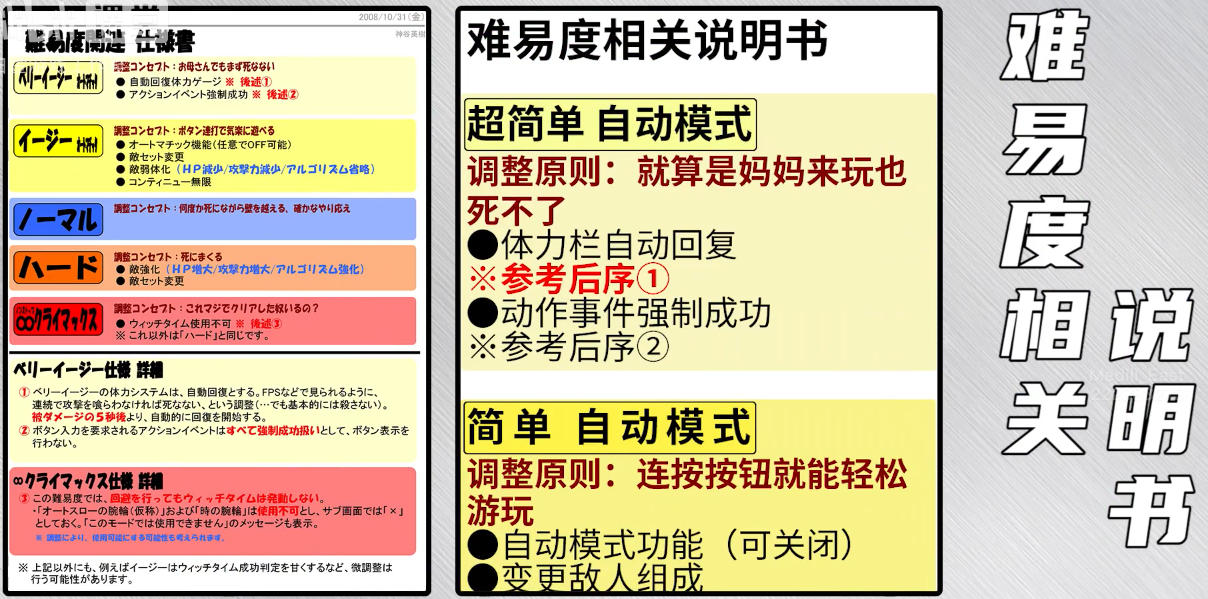 2008/10/31(金)
難易度関連 仕様書
神谷英樹
ベリーイージー オートマチック
調整コンセプト：お母さんでもまず死なない
● 自動回復体力ゲージ ※ 後述①
● アクションイベント強制成功 ※ 後述②
イージー オートマチック
調整コンセプト：ボタン連打で気楽に遊べる
● オートマチック機能(任意でOFF可能)
● 敵セット変更
● 敵弱体化 (HP減少/攻撃力減少/アルゴリズム省略)
● コンティニュー無限
ノーマル
調整コンセプト：何度か死にながら壁を越える、確かなやり応え
ハード
調整コンセプト：死にまくる
● 敵強化 (HP増大/攻撃力増大/アルゴリズム強化)
● 敵セット変更
∞クライマックス
調整コンセプト：これマジでクリアした奴いるの？
● ウィッチタイム使用不可 ※ 後述③
※ これ以外は「ハード」と同じです。
ベリーイージー仕様 詳細
① ベリーイージーの体力システムは、自動回復とする。FPSなどで見られるように、
連続で攻撃を喰らわなければ死なない、という調整(…でも基本的には殺さない)。
被ダメージの5秒後より、自動的に回復を開始する。
② ボタン入力を要求されるアクションイベントはすべて強制成功扱いとして、ボタン表示を
行わない。
∞クライマックス仕様 詳細
③ この難易度では、回避を行ってもウィッチタイムは発動しない。
・「オートスローの腕輪(仮称)」および「時の腕輪」は使用不可とし、サブ画面では「×」
としておく。「このモードでは使用できません」のメッセージも表示。
※ 調整により、使用可能にする可能性も考えられます。
※ 上記以外にも、例えばイージーはウィッチタイム成功判定を甘くするなど、微調整は
行う可能性があります。
难易度相关说明书
超简单 自动模式
调整原则：就算是妈妈来玩也
死不了
●体力栏自动回复
※参考后序①
●动作事件强制成功
※参考后序②
简单 自动模式
调整原则：连按按钮就能轻松
游玩
●自动模式功能（可关闭）
●变更敌人组成
难易度相关
说明书